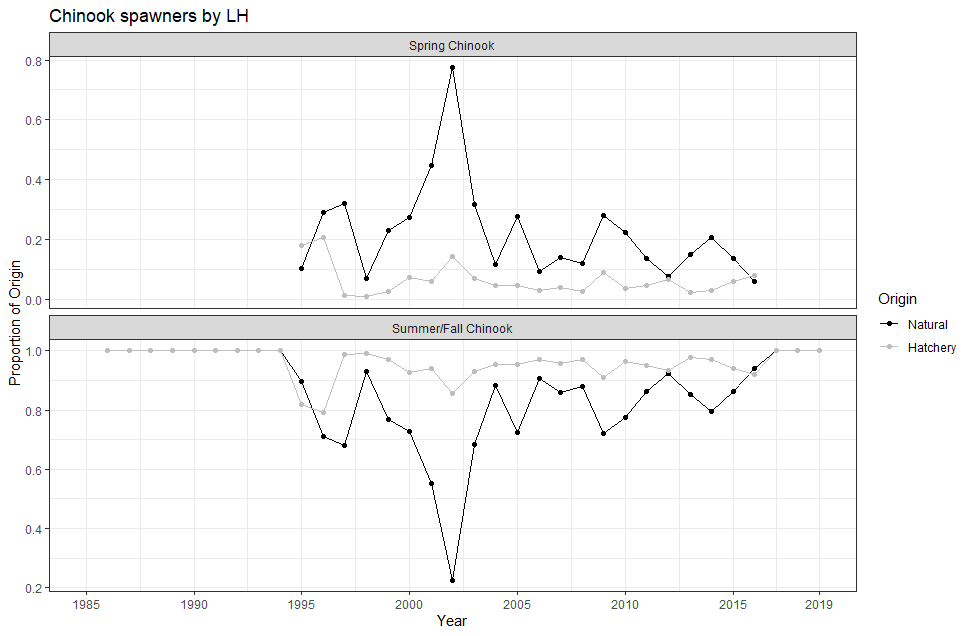 Chinook spawners by LH
Spring Chinook
0.8
0.6
0.4
0.2
0.0
Proportion of Origin
Summer/Fall Chinook
1.0
0.8
0.6
0.4
0.2
1985 1990 1995 2000 2005 2010 2015 2019
Year
Origin
Natural
Hatchery